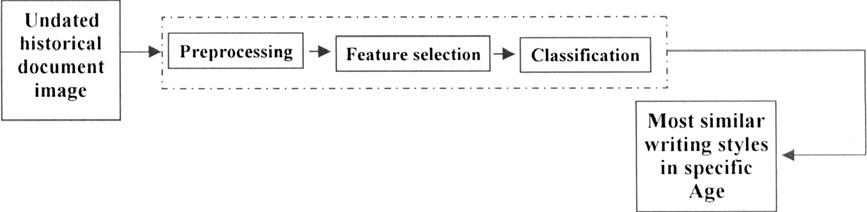 Undated
historical
document
image
Preprocessing
Feature selection
Classification
Most similar
writing styles
in specific
Age